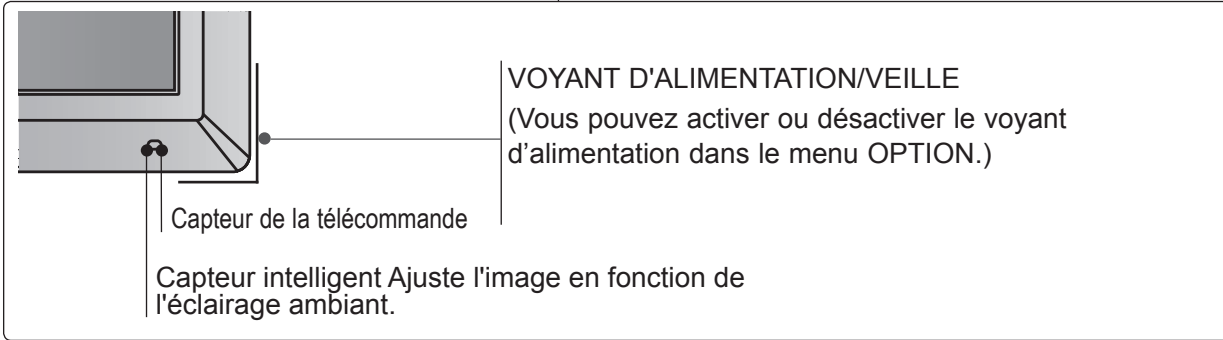 VOYANT D'ALIMENTATION/VEILLE
(Vous pouvez activer ou désactiver le voyant
d’alimentation dans le menu OPTION.)
Capteur de la télécommande
Capteur intelligent Ajuste l'image en fonction de
l'éclairage ambiant.